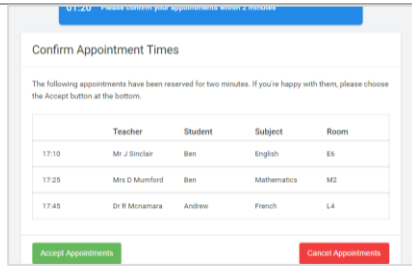 01:20 Please confirm your appointments within 2 minutes
Confirm Appointment Times
The following appointments have been reserved for two minutes. If you're happy with them, please choose
the Accept button at the bottom.
Teacher Student Subject Room
17:10 Mr J Sinclair Ben English E6
17:25 Mrs D Mumford Ben Mathematics M2
17:45 Dr R Mcnamara Andrew French L4
Accept Appointments Cancel Appointments